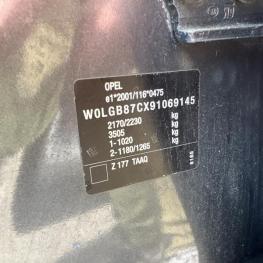 OPEL
e1*2001/116*0475
W0LGB87CX91069145
2170/2230 kg
3505 kg
1-1020 kg
2-1180/1265 kg
Z 177 TAAQ